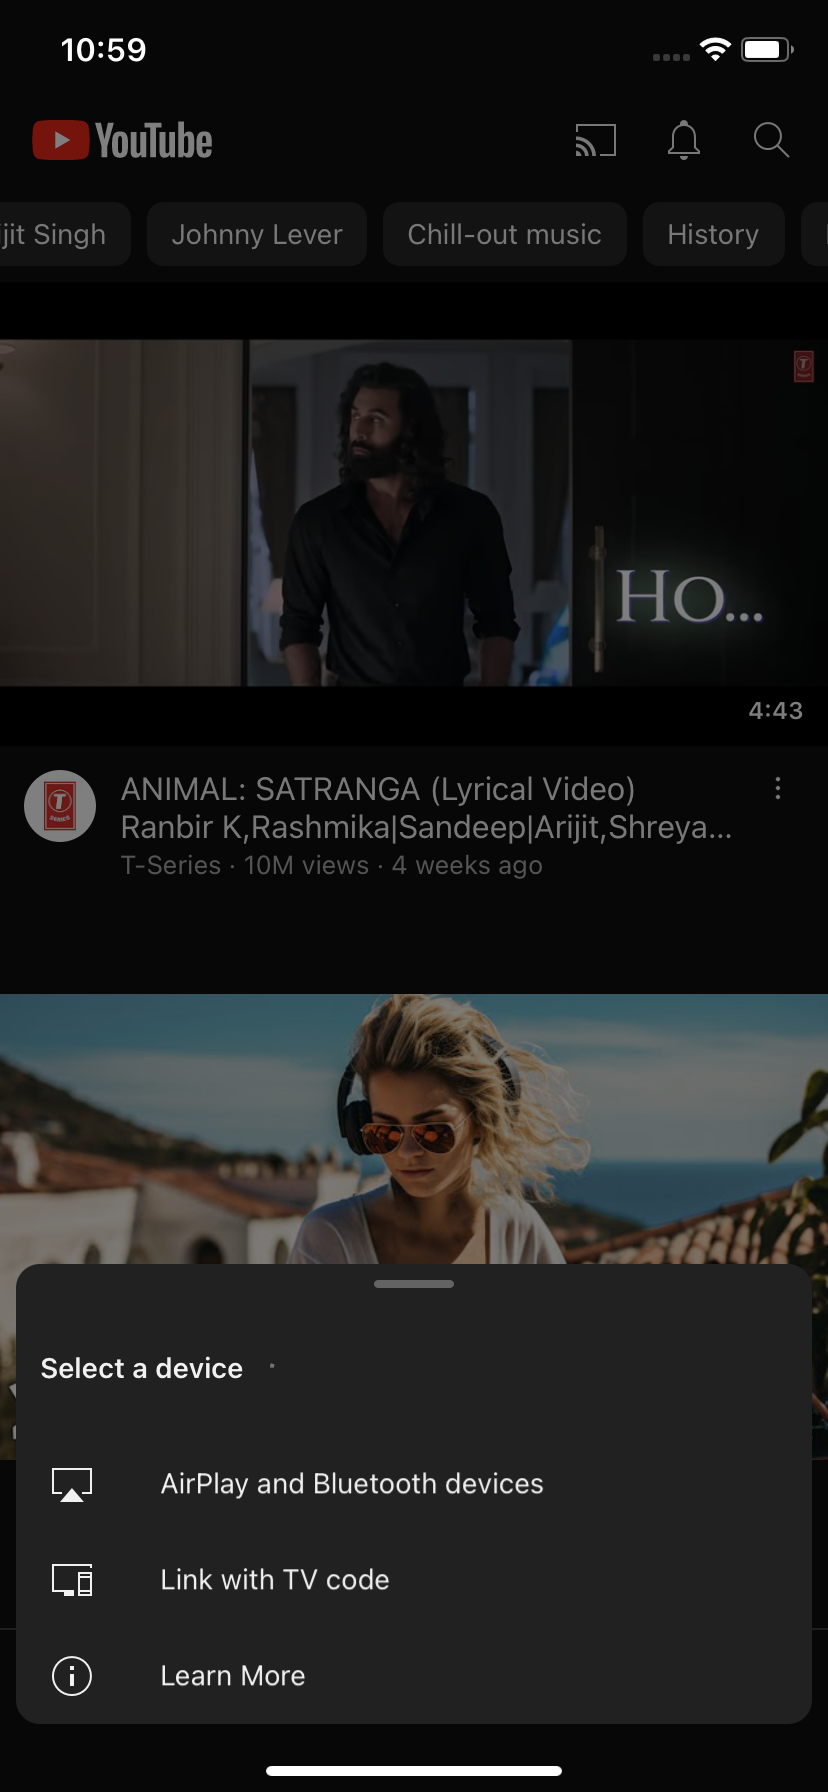 10:59
YouTube
jit Singh
Johnny Lever
Chill-out music
History
T
HO...
4:43
T
SERIES
ANIMAL: SATRANGA (Lyrical Video)
Ranbir K,Rashmika|Sandeep|Arijit,Shreya...
T-Series · 10M views · 4 weeks ago
Select a device
AirPlay and Bluetooth devices
Link with TV code
Learn More